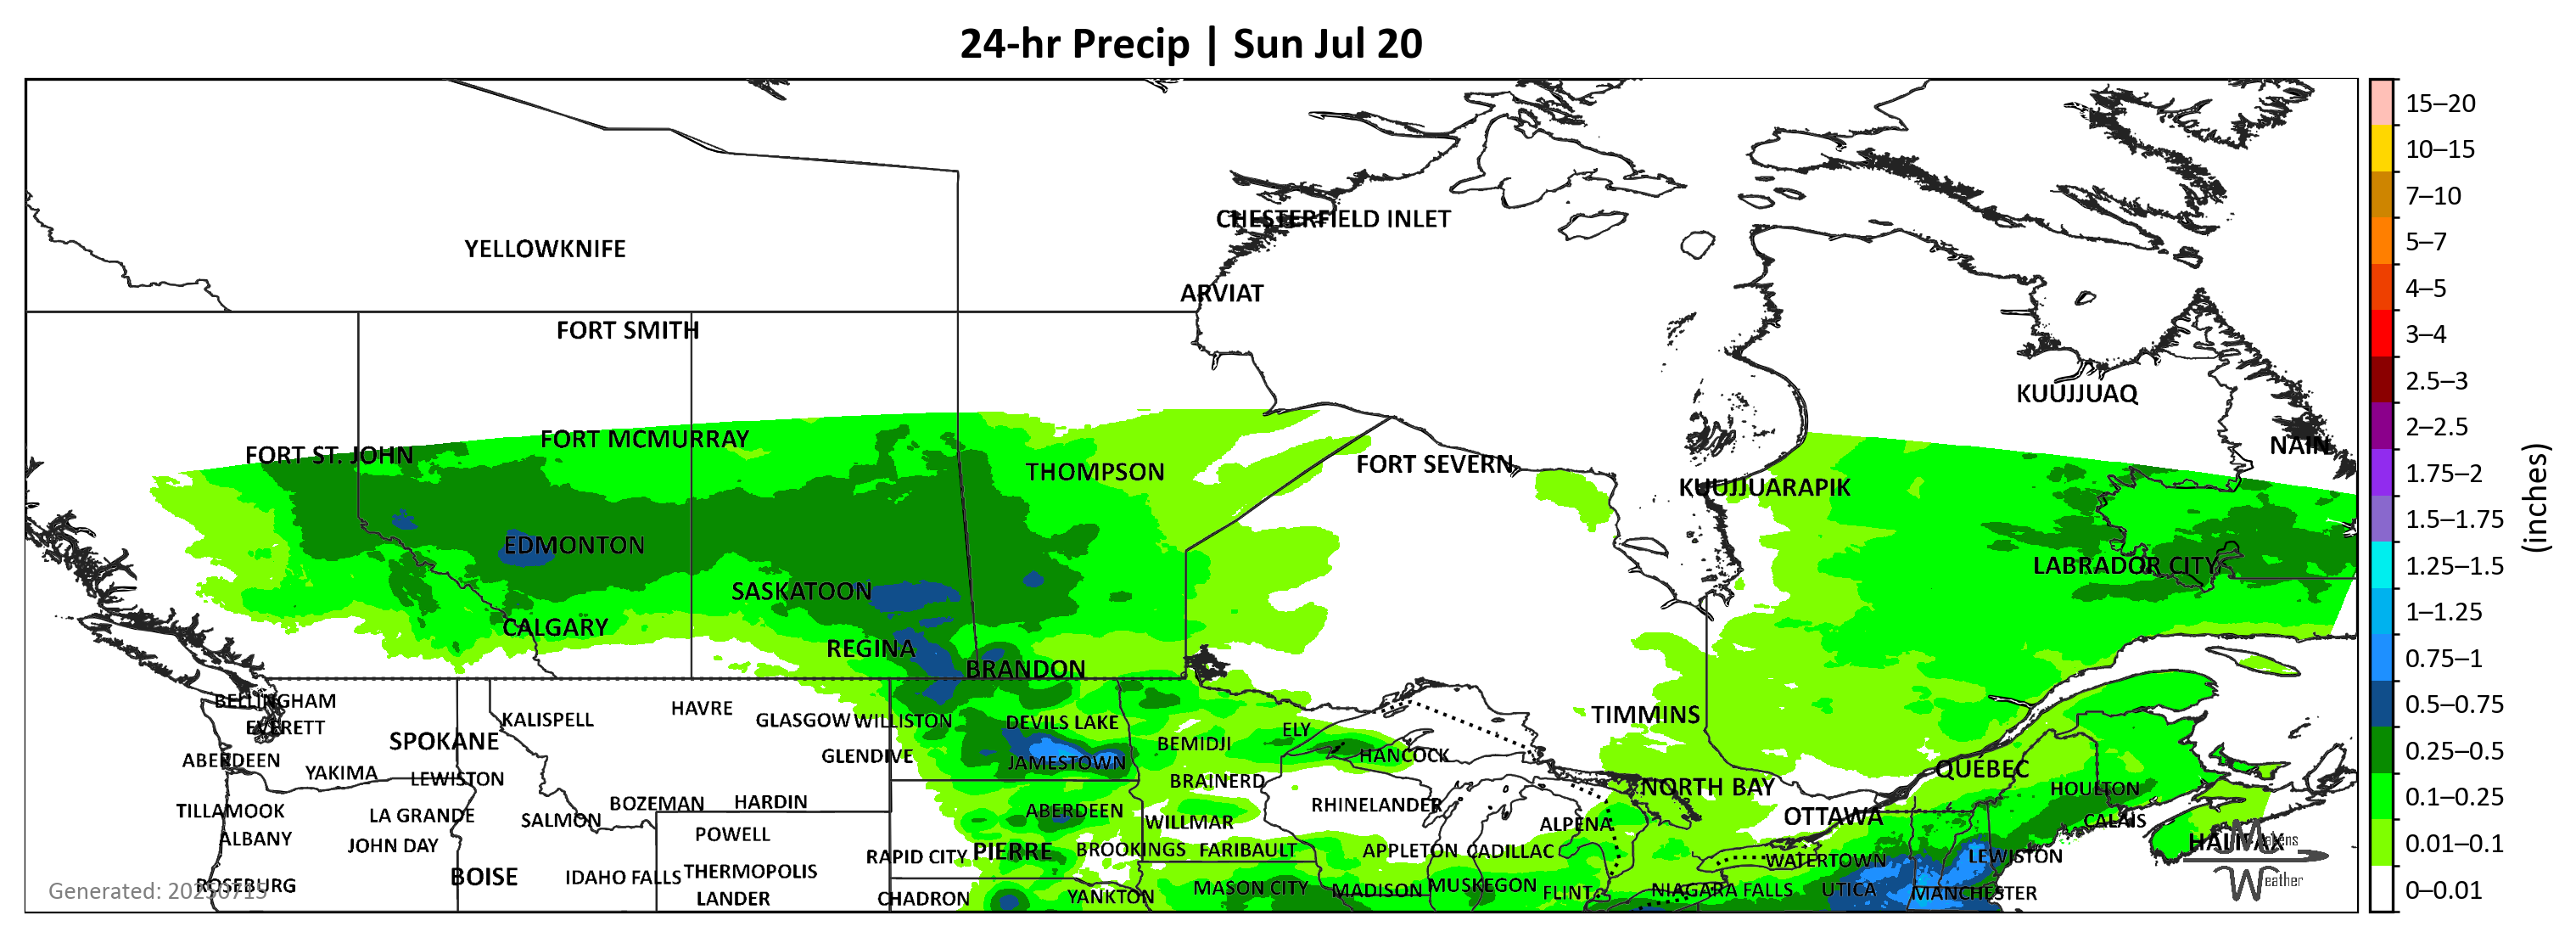 24-hr Precip | Sun Jul 20
CHESTERFIELD INLET
YELLOWKNIFE
ARVIAT
FORT SMITH
KUUJJUAQ
FORT MCMURRAY
NAIN
FORT ST. JOHN
FORT SEVERN
THOMPSON
KUUJJUARAPIK
EDMONTON
LABRADOR CITY
SASKATOON
CALGARY
REGINA
BRANDON
BELLINGHAM
HAVRE
TIMMINS
KALISPELL
GLASGOW
WILLISTON
DEVILS LAKE
EVERETT
ELY
SPOKANE
BEMIDJI
GLENDIVE
HANCOCK
ABERDEEN
JAMESTOWN
QUÉBEC
YAKIMA
LEWISTON
BRAINERD
NORTH BAY
HOULTON
BOZEMAN
HARDIN
RHINELANDER
TILLAMOOK
LA GRANDE
ABERDEEN
OTTAWA
SALMON
WILLMAR
ALPENA
CALAIS
ALBANY
JOHN DAY
POWELL
HALIFAX
RAPID CITY
PIERRE
BROOKINGS
FARIBAULT
APPLETON
CADILLAC
WATERTOWN
LEWISTON
BOISE
IDAHO FALLS
THERMOPOLIS
ROSEBURG
MASON CITY
MADISON
MUSKEGON
FLINT
NIAGARA FALLS
UTICA
MANCHESTER
LANDER
CHADRON
YANKTON
Generated: 20250715
Weather
15–20
10–15
7–10
5–7
4–5
3–4
2.5–3
2–2.5
1.75–2
1.5–1.75
1.25–1.5
1–1.25
0.75–1
0.5–0.75
0.25–0.5
0.1–0.25
0.01–0.1
0–0.01
(inches)